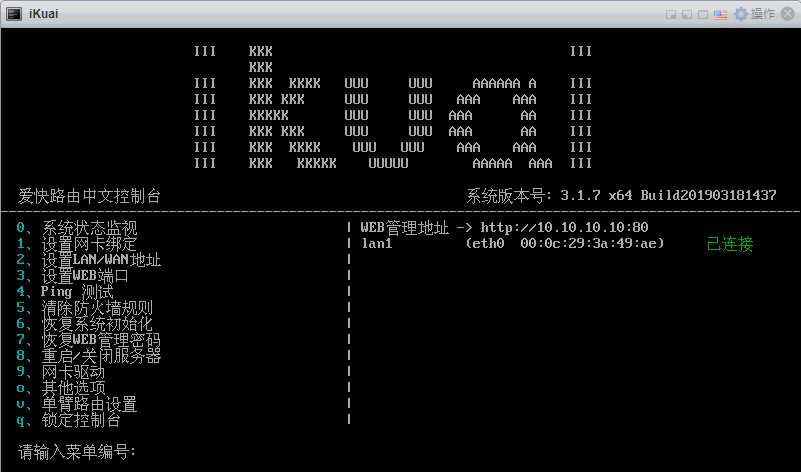 iKuai 操作
III    KKK                                     III
       KKK
III    KKK  KKKK   UUU     UUU     AAAAAA A    III
III    KKK KKK     UUU     UUU   AAA    AAA    III
III    KKKKK       UUU     UUU  AAA      AA    III
III    KKK KKK     UUU     UUU  AAA      AA    III
III    KKK  KKKK    UUU   UUU    AAA    AAA    III
III    KKK   KKKKK    UUUUU        AAAAA  AAA  III
爱快路由中文控制台 系统版本号: 3.1.7 x64 Build201903181437
0、系统状态监视 | WEB管理地址 -> http://10.10.10.10:80
1、设置网卡绑定 | lan1 (eth0 00:0c:29:3a:49:ae) 已连接
2、设置LAN/WAN地址 |
3、设置WEB端口 |
4、Ping 测试 |
5、清除防火墙规则 |
6、恢复系统初始化 |
7、恢复WEB管理密码 |
8、重启/关闭服务器 |
9、网卡驱动 |
o、其他选项 |
v、单臂路由设置 |
q、锁定控制台 |
请输入菜单编号: